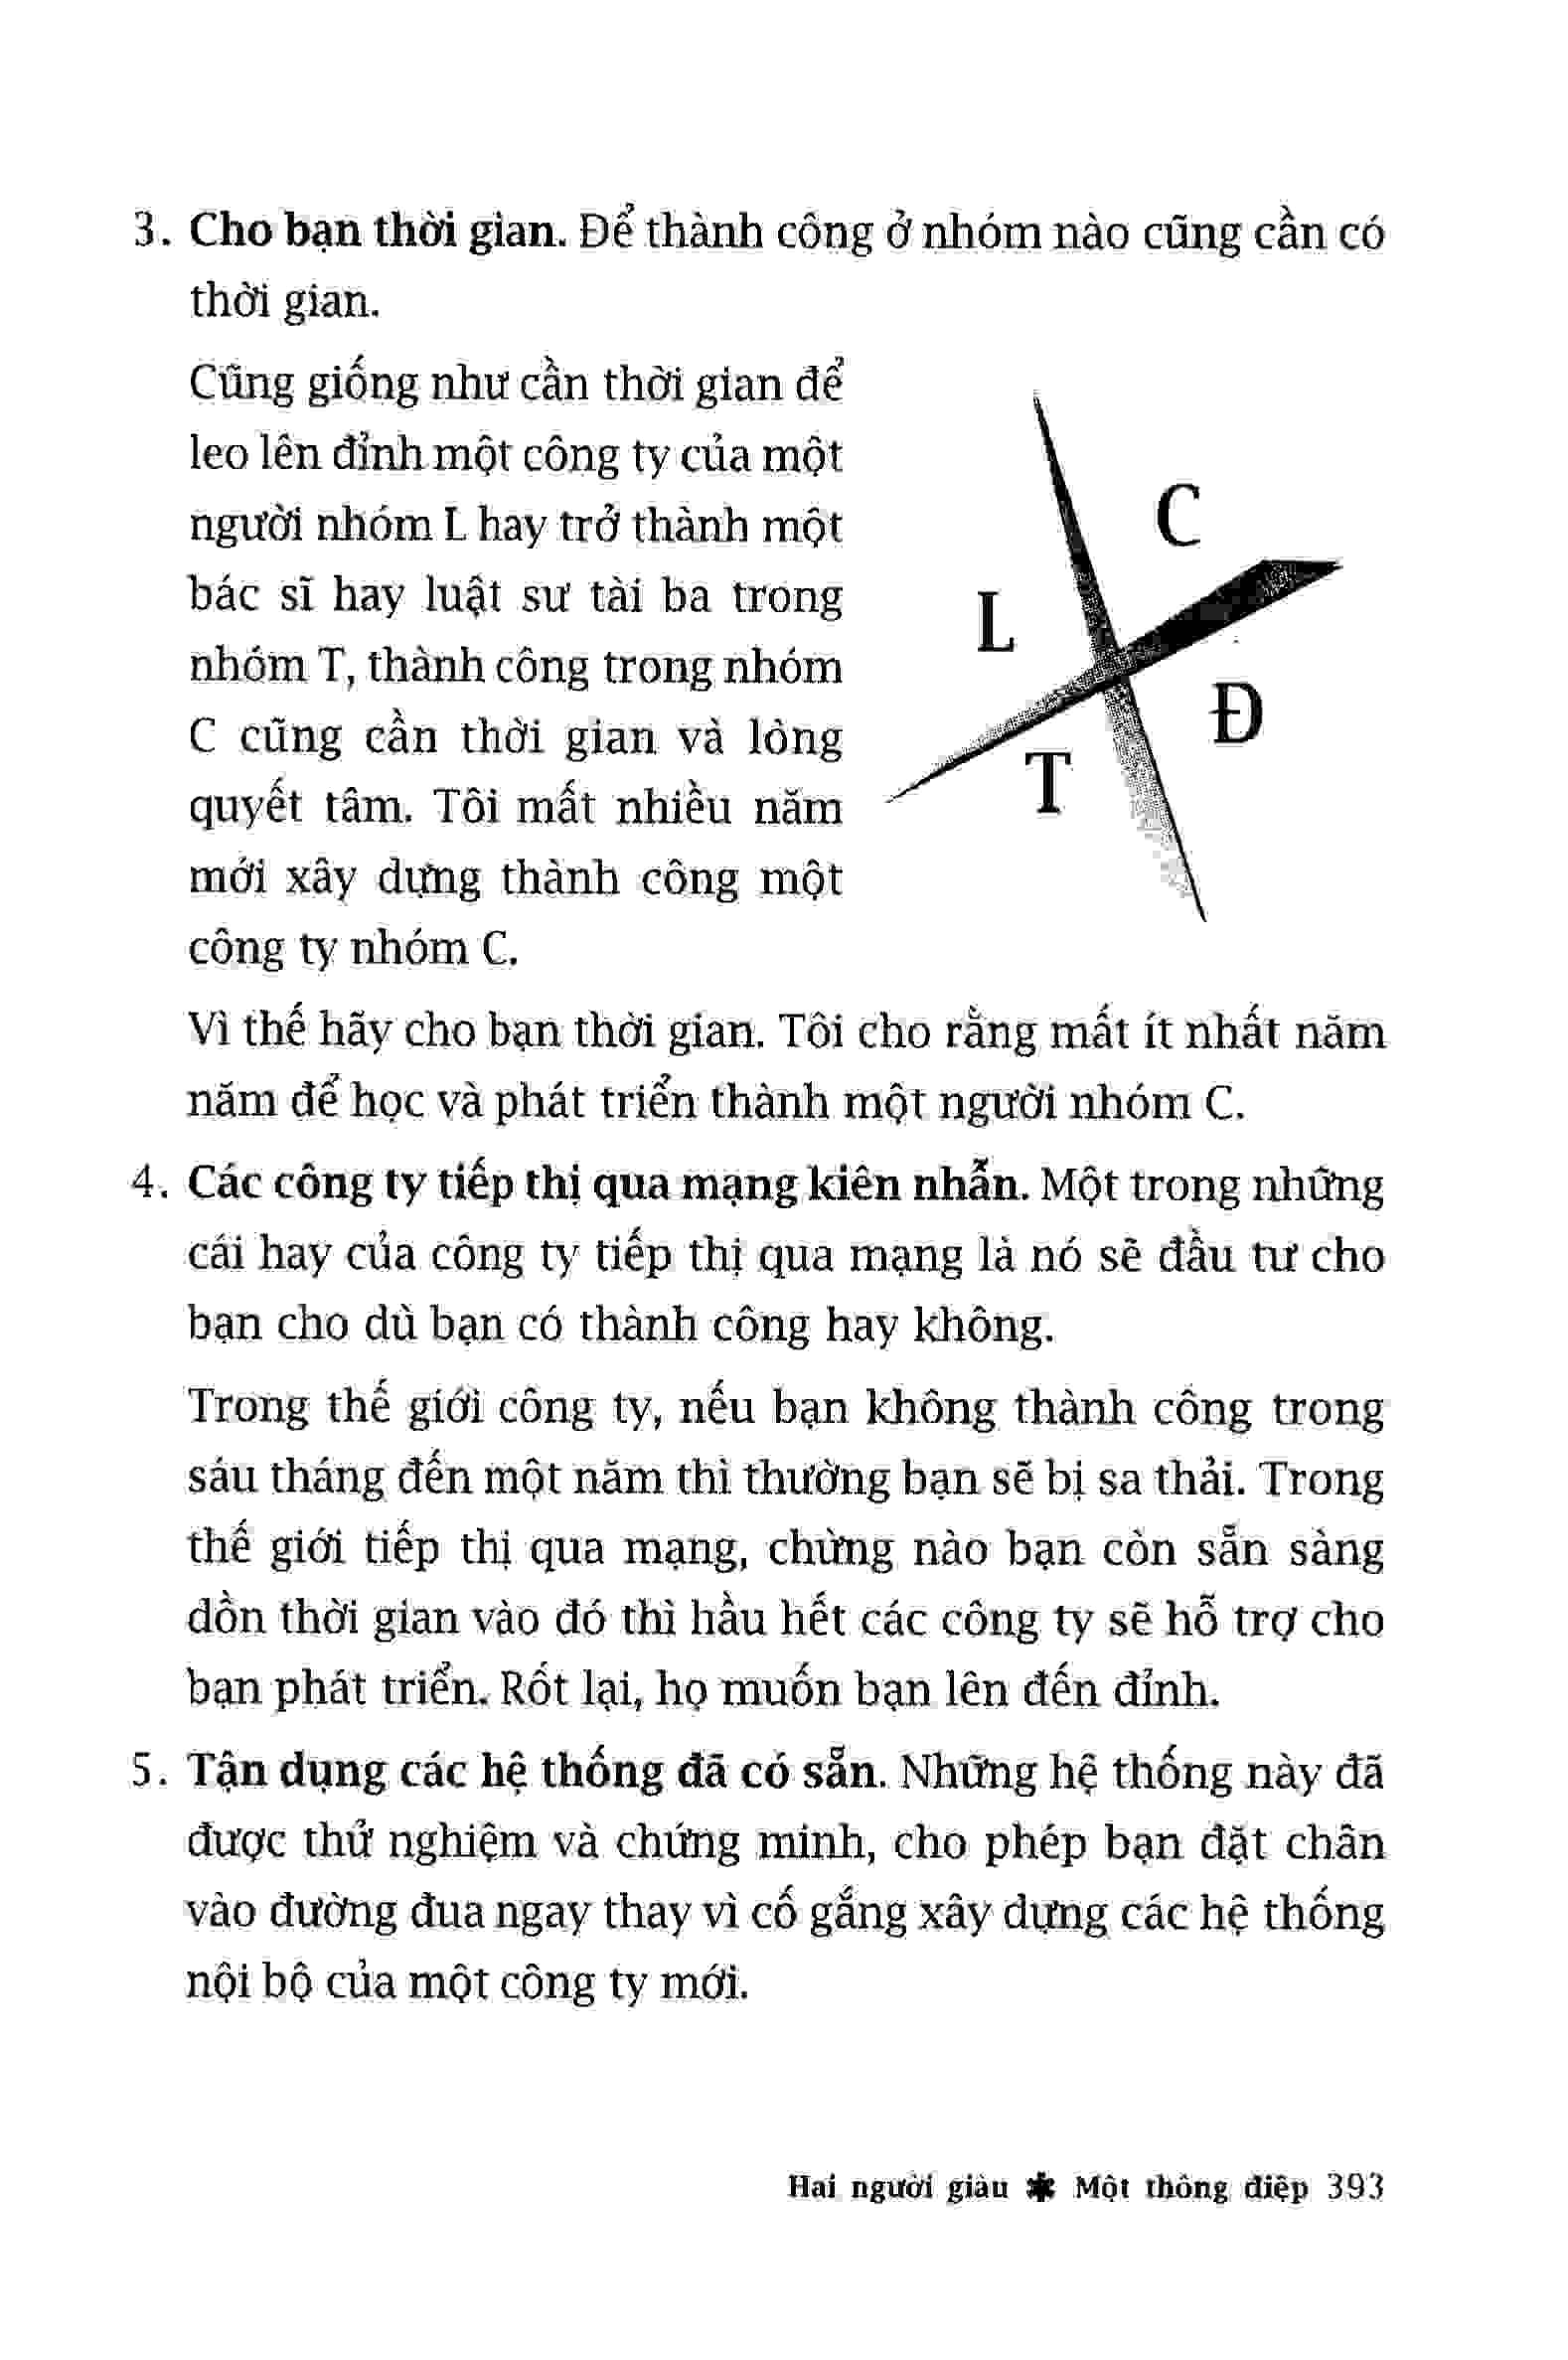 3. Cho bạn thời gian. Để thành công ở nhóm nào cũng cần có
thời gian.
Cũng giống như cần thời gian để
leo lên đỉnh một công ty của một
người nhóm L hay trở thành một
bác sĩ hay luật sư tài ba trong
nhóm T, thành công trong nhóm
C cũng cần thời gian và lòng
quyết tâm. Tôi mất nhiều năm
mới xây dựng thành công một
công ty nhóm C.
C
L
Đ
T
Vì thế hãy cho bạn thời gian. Tôi cho rằng mất ít nhất năm
năm để học và phát triển thành một người nhóm C.
4. Các công ty tiếp thị qua mạng kiên nhẫn. Một trong những
cái hay của công ty tiếp thị qua mạng là nó sẽ đầu tư cho
bạn cho dù bạn có thành công hay không.
Trong thế giới công ty, nếu bạn không thành công trong
sáu tháng đến một năm thì thường bạn sẽ bị sa thải. Trong
thế giới tiếp thị qua mạng, chừng nào bạn còn sẵn sàng
dồn thời gian vào đó thì hầu hết các công ty sẽ hỗ trợ cho
bạn phát triển. Rốt lại, họ muốn bạn lên đến đỉnh.
5. Tận dụng các hệ thống đã có sẵn. Những hệ thống này đã
được thử nghiệm và chứng minh, cho phép bạn đặt chân
vào đường đua ngay thay vì cố gắng xây dựng các hệ thống
nội bộ của một công ty mới.
Hai người giàu ✱ Một thông điệp 393